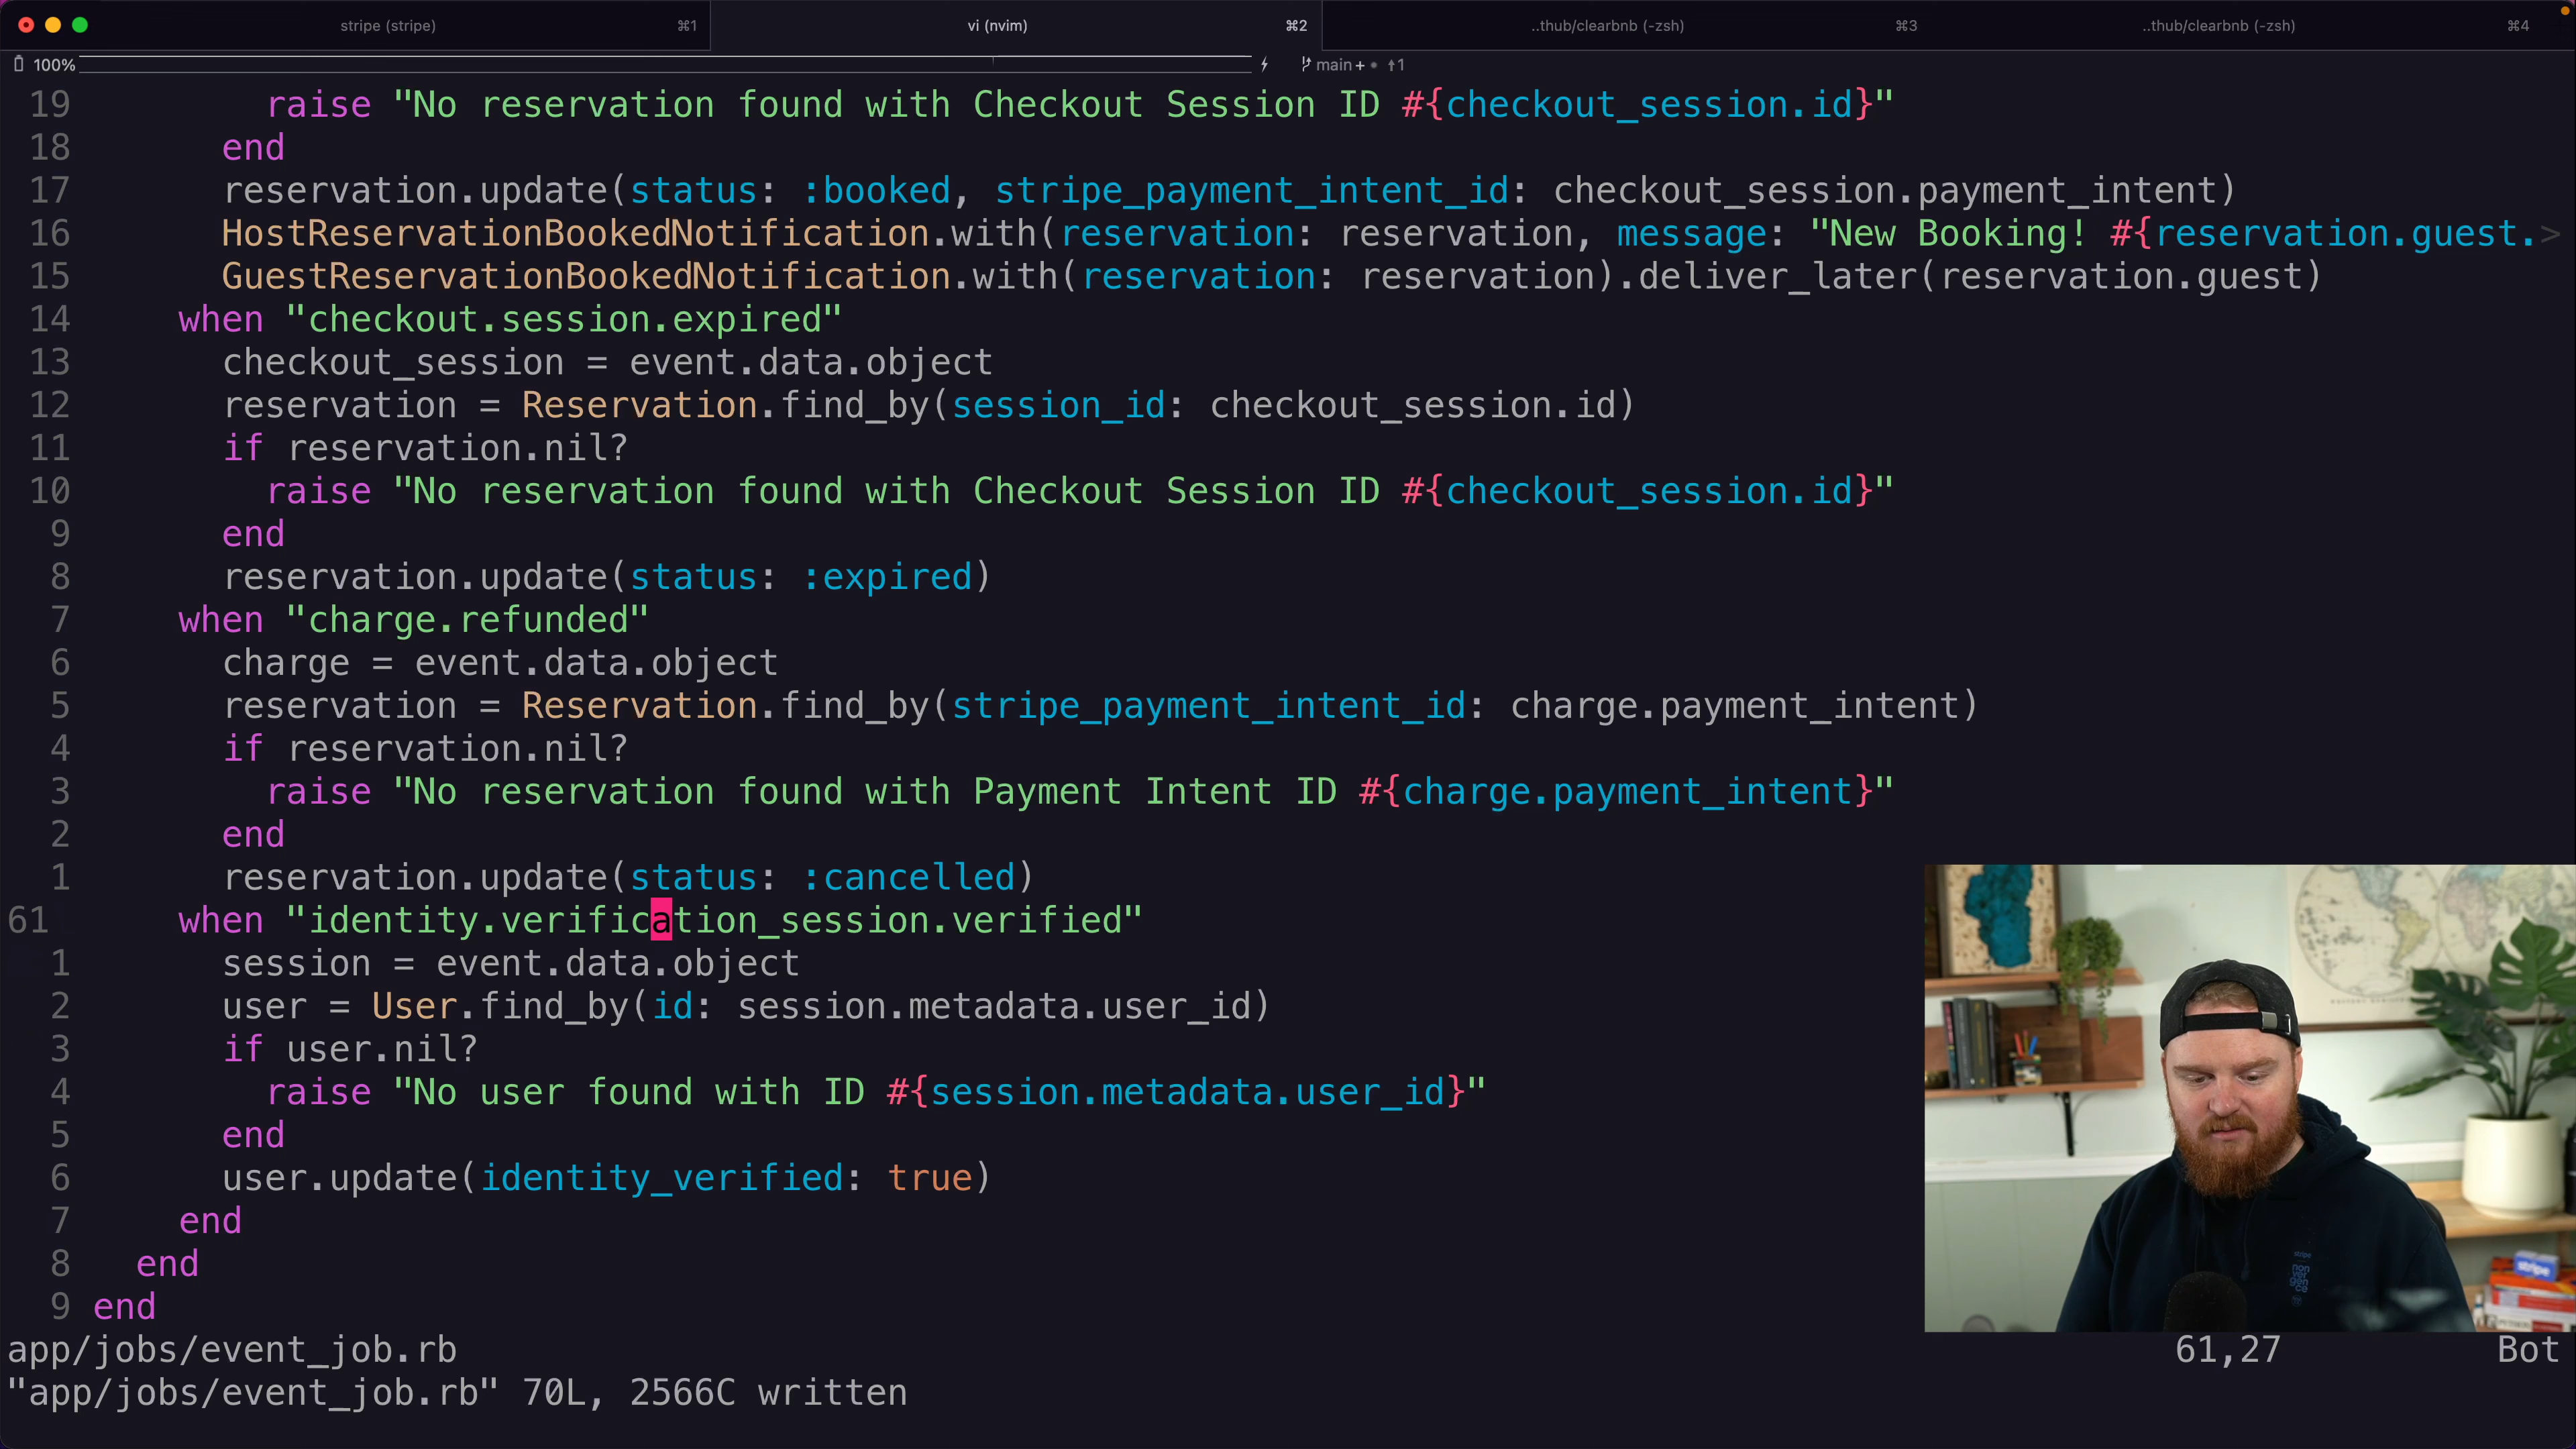 stripe (stripe) ⌘1 vi (nvim) ⌘2 ..thub/clearbnb (-zsh) ⌘3 ..thub/clearbnb (-zsh) ⌘4
100% main+ ↑1
19 raise "No reservation found with Checkout Session ID #{checkout_session.id}"
18 end
17 reservation.update(status: :booked, stripe_payment_intent_id: checkout_session.payment_intent)
16 HostReservationBookedNotification.with(reservation: reservation, message: "New Booking! #{reservation.guest.>
15 GuestReservationBookedNotification.with(reservation: reservation).deliver_later(reservation.guest)
14 when "checkout.session.expired"
13 checkout_session = event.data.object
12 reservation = Reservation.find_by(session_id: checkout_session.id)
11 if reservation.nil?
10 raise "No reservation found with Checkout Session ID #{checkout_session.id}"
9 end
8 reservation.update(status: :expired)
7 when "charge.refunded"
6 charge = event.data.object
5 reservation = Reservation.find_by(stripe_payment_intent_id: charge.payment_intent)
4 if reservation.nil?
3 raise "No reservation found with Payment Intent ID #{charge.payment_intent}"
2 end
1 reservation.update(status: :cancelled)
61 when "identity.verification_session.verified"
1 session = event.data.object
2 user = User.find_by(id: session.metadata.user_id)
3 if user.nil?
4 raise "No user found with ID #{session.metadata.user_id}"
5 end
6 user.update(identity_verified: true)
7 end
8 end
9 end
stripe
non
ver
gen
ce
stripe
app/jobs/event_job.rb 61,27 Bot
"app/jobs/event_job.rb" 70L, 2566C written